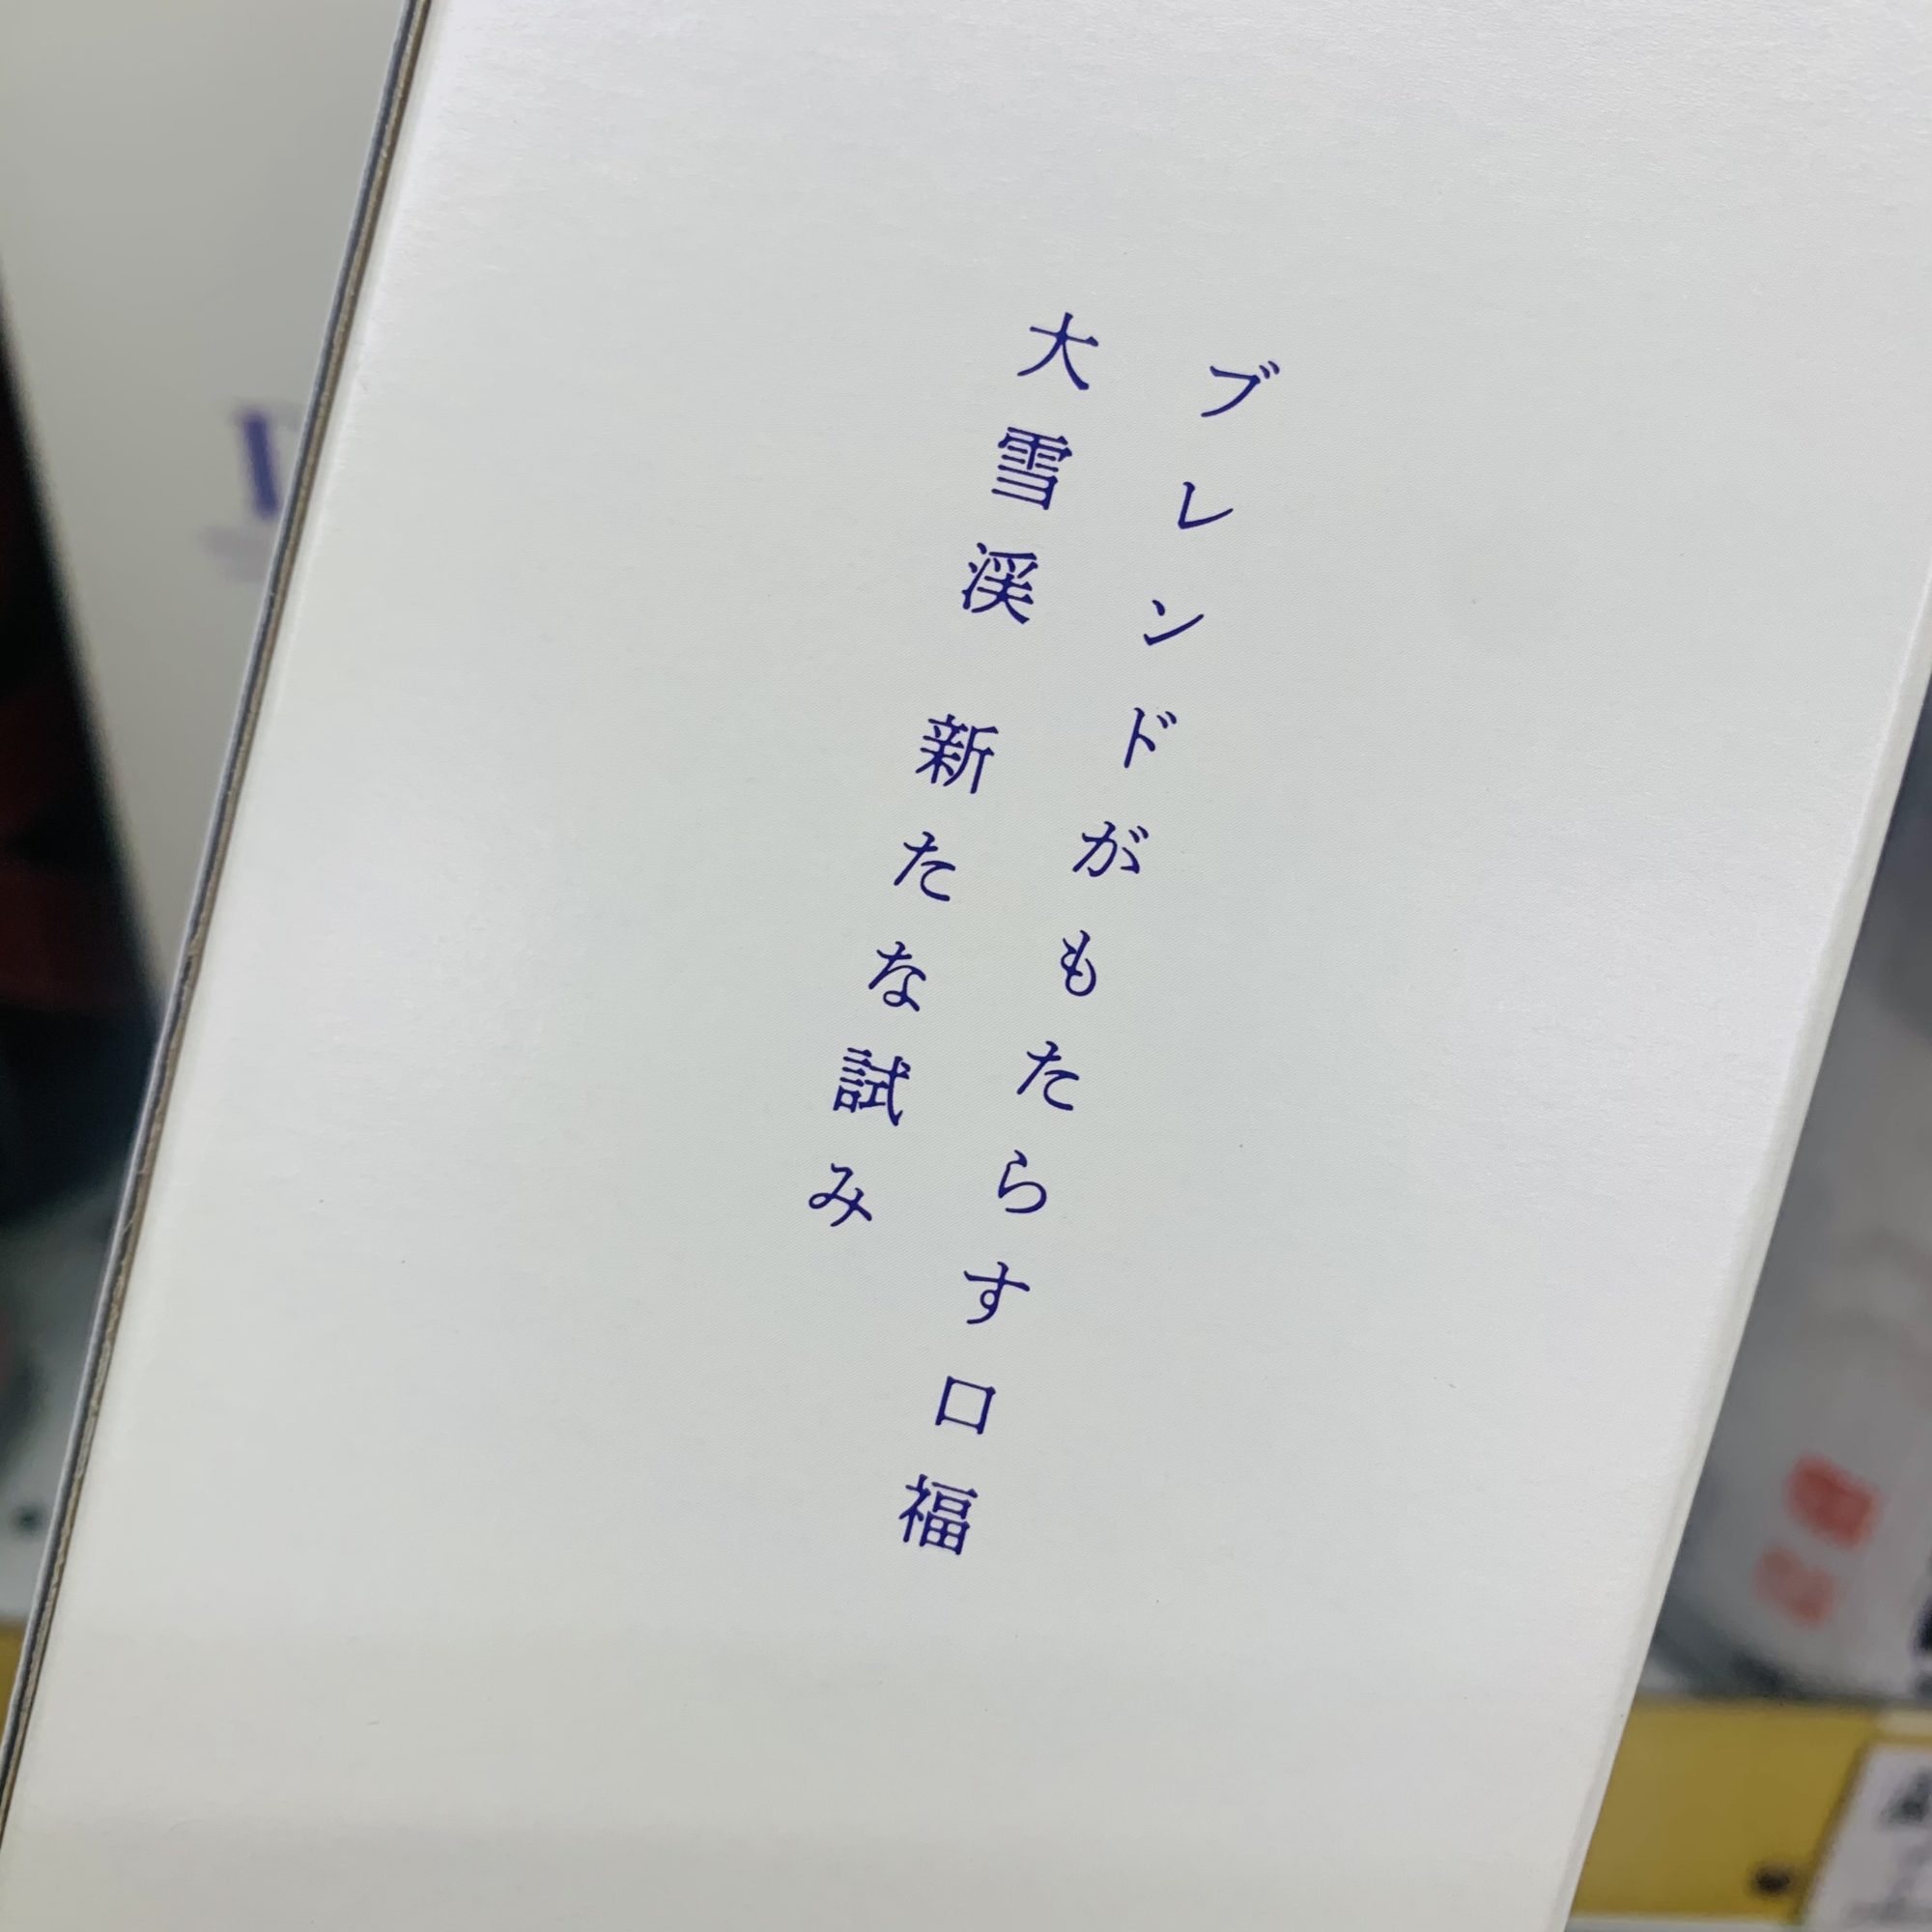 ブレンドがもたらす口福
大雪渓 新たな試み